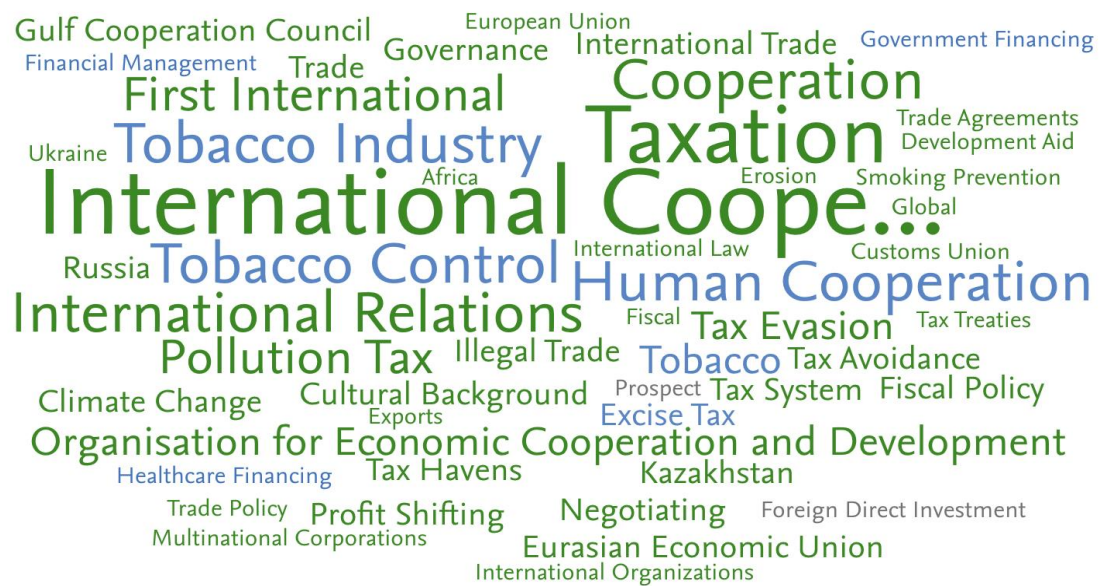 European Union
Gulf Cooperation Council
Governance
International Trade
Government Financing
Financial Management
Trade
First International
Cooperation
Tobacco Industry
Taxation
Trade Agreements
Development Aid
Ukraine
Africa
Erosion
Smoking Prevention
International Coope...
Global
International Law
Customs Union
Russia
Tobacco Control
Human Cooperation
International Relations
Fiscal
Tax Evasion
Tax Treaties
Pollution Tax
Illegal Trade
Tobacco
Tax Avoidance
Climate Change
Cultural Background
Prospect
Tax System
Fiscal Policy
Exports
Excise Tax
Organisation for Economic Cooperation and Development
Healthcare Financing
Tax Havens
Kazakhstan
Trade Policy
Profit Shifting
Negotiating
Foreign Direct Investment
Multinational Corporations
Eurasian Economic Union
International Organizations